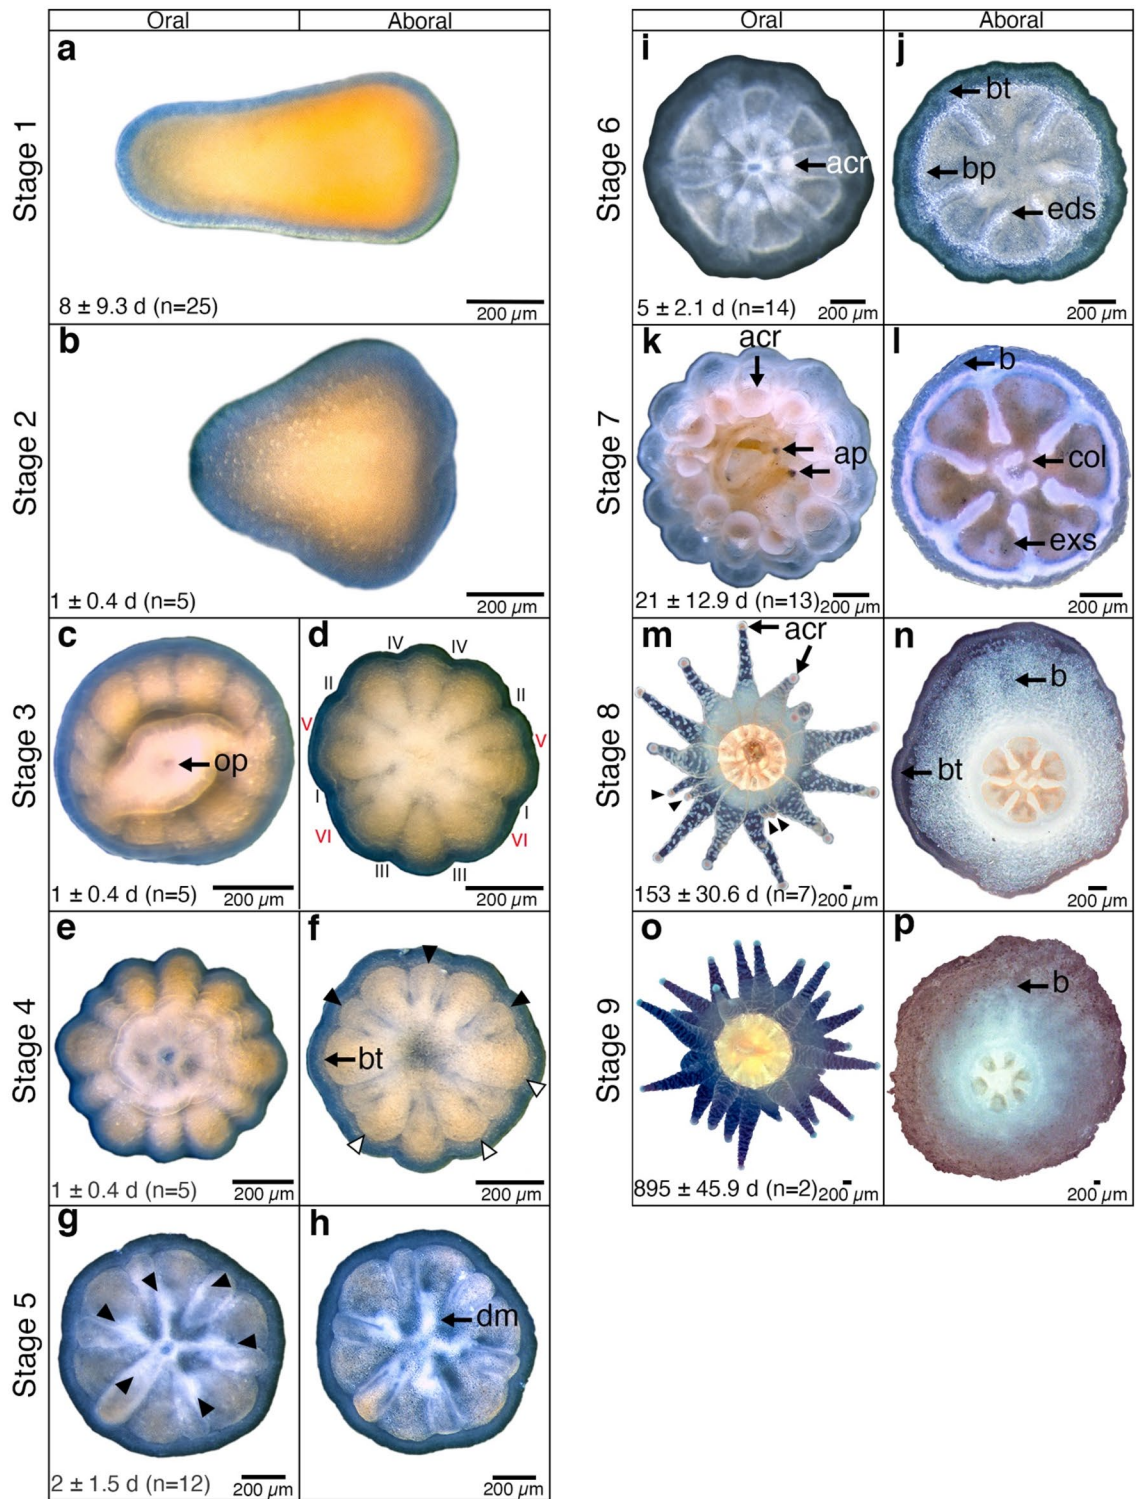 Oral Aboral
Stage 1
a
8 ± 9.3 d (n=25)
200 µm
Stage 2
b
1 ± 0.4 d (n=5)
200 µm
Stage 3
c
op
1 ± 0.4 d (n=5)
200 µm
d
IV IV
II II
V V
I I
VI VI
III III
200 µm
Stage 4
e
1 ± 0.4 d (n=5)
200 µm
f
bt
200 µm
Stage 5
g
2 ± 1.5 d (n=12)
200 µm
h
dm
200 µm
Oral Aboral
Stage 6
i
acr
5 ± 2.1 d (n=14)
200 µm
j
bt
bp
eds
200 µm
Stage 7
k
acr
ap
21 ± 12.9 d (n=13)
200 µm
l
b
col
exs
200 µm
Stage 8
m
acr
153 ± 30.6 d (n=7)
200 µm
n
b
bt
200 µm
Stage 9
o
895 ± 45.9 d (n=2)
200 µm
p
b
200 µm